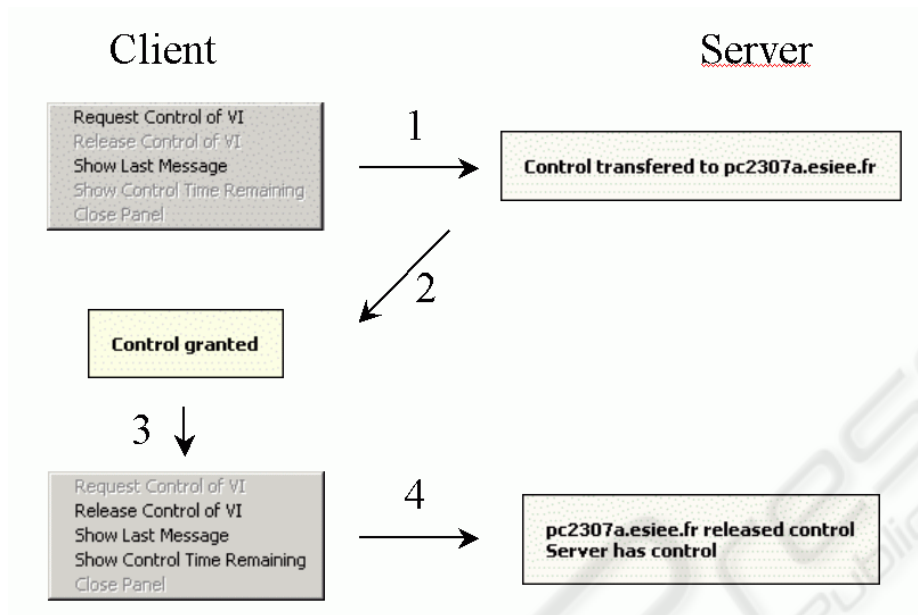 Client
Server
Request Control of VI
Release Control of VI
Show Last Message
Show Control Time Remaining
Close Panel
1
Control transfered to pc2307a.esiee.fr
2
Control granted
3
Request Control of VI
Release Control of VI
Show Last Message
Show Control Time Remaining
Close Panel
4
pc2307a.esiee.fr released control
Server has control